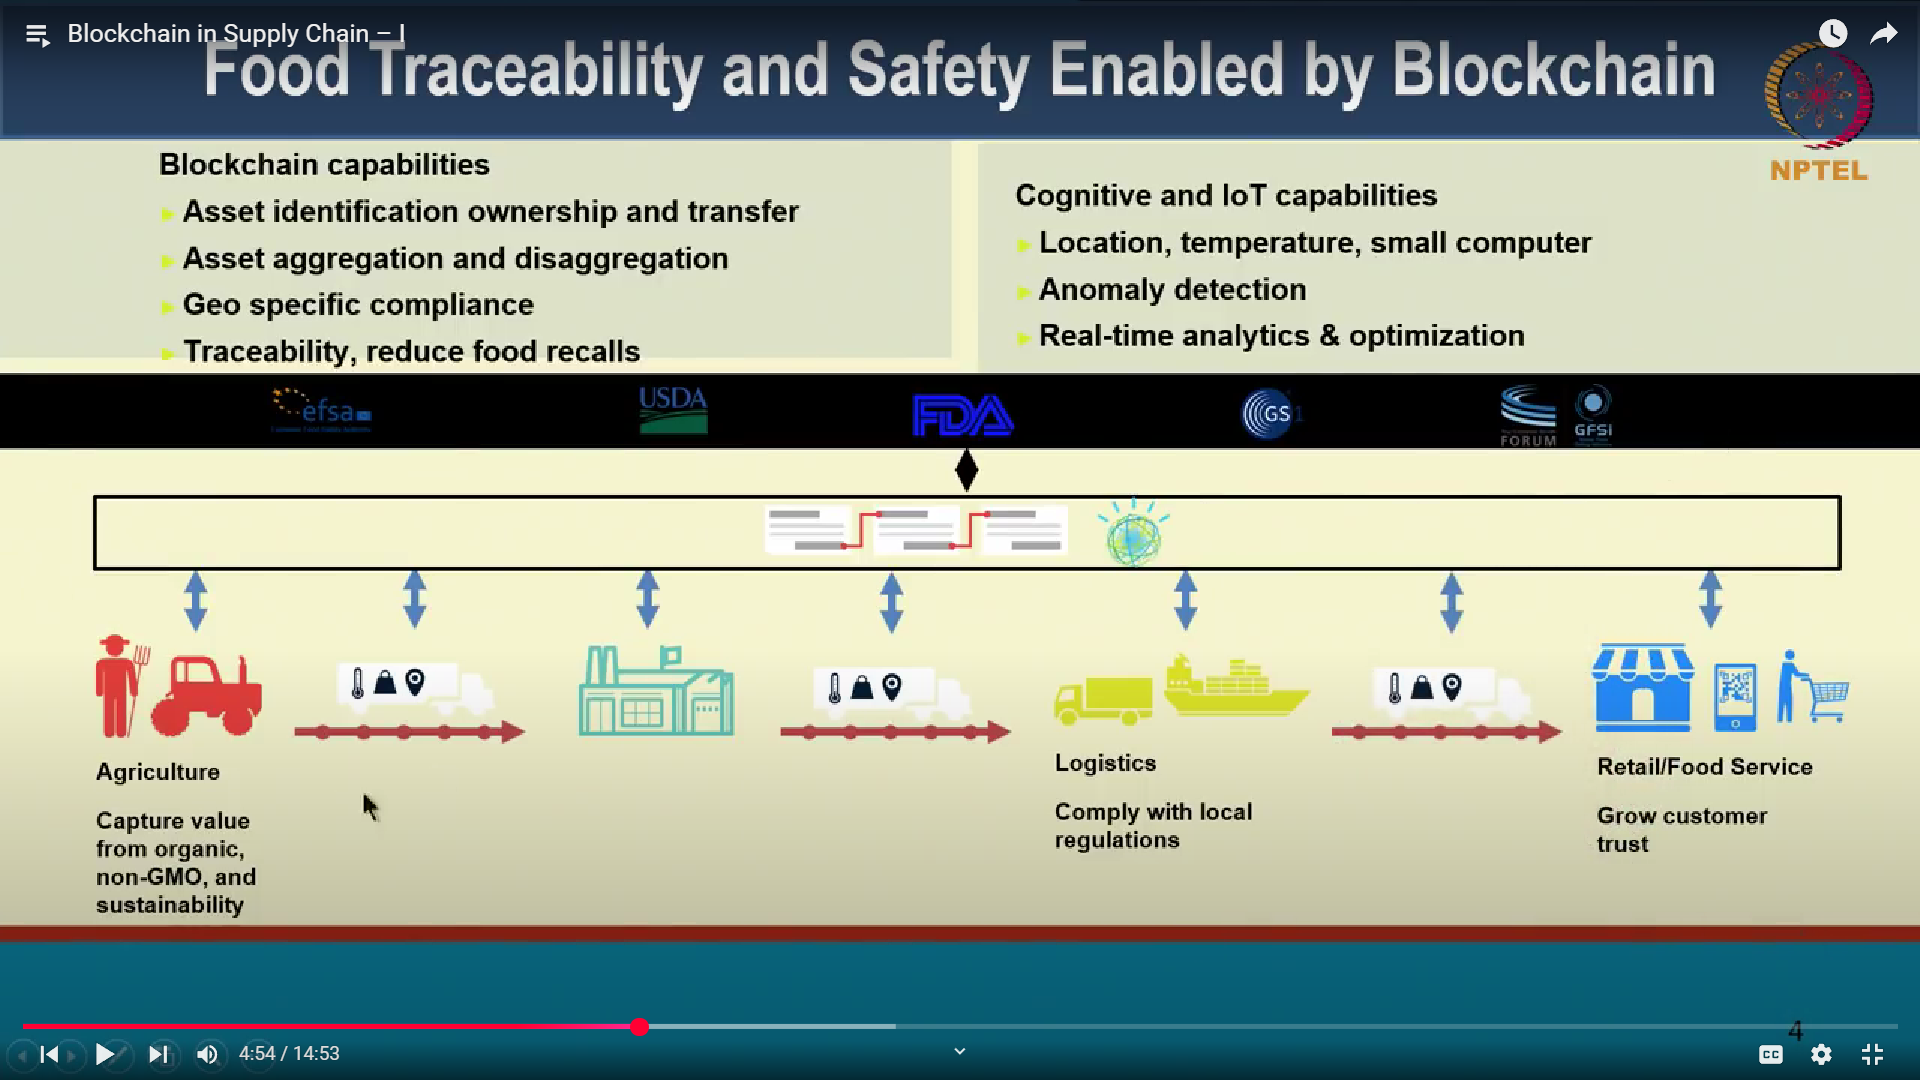 Blockchain in Supply Chain – I
Food Traceability and Safety Enabled by Blockchain
NPTEL
Blockchain capabilities
Asset identification ownership and transfer
Asset aggregation and disaggregation
Geo specific compliance
Traceability, reduce food recalls
Cognitive and IoT capabilities
Location, temperature, small computer
Anomaly detection
Real-time analytics & optimization
efsa
USDA
FDA
GS1
FORUM
GFSi
Agriculture
Capture value
from organic,
non-GMO, and
sustainability
Logistics
Comply with local
regulations
Retail/Food Service
Grow customer
trust
4
4:54 / 14:53
CC